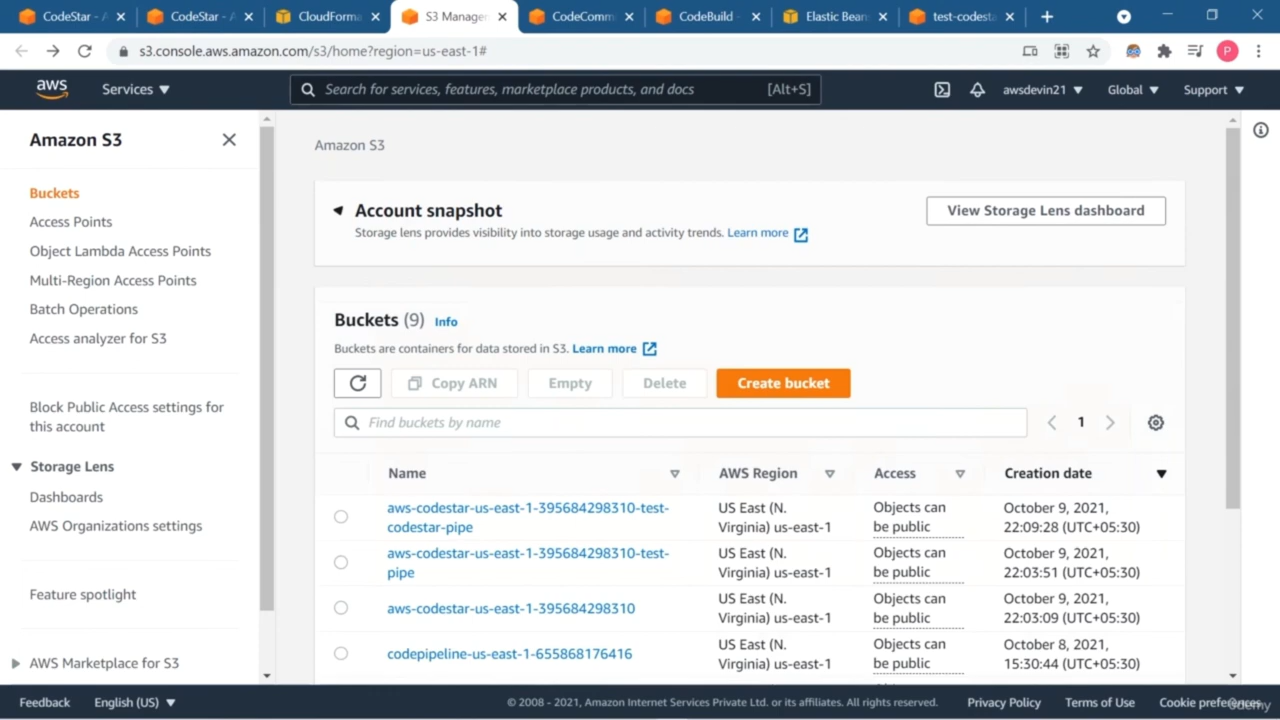 CodeStar - A
CodeStar - A
CloudForma
S3 Manage
CodeComm
CodeBuild -
Elastic Bean
test-codesta
s3.console.aws.amazon.com/s3/home?region=us-east-1#
P
aws
Services
Search for services, features, marketplace products, and docs
[Alt+S]
awsdevin21
Global
Support
Amazon S3
Buckets
Access Points
Object Lambda Access Points
Multi-Region Access Points
Batch Operations
Access analyzer for S3
Block Public Access settings for
this account
Storage Lens
Dashboards
AWS Organizations settings
Feature spotlight
AWS Marketplace for S3
Amazon S3
Account snapshot
Storage lens provides visibility into storage usage and activity trends. Learn more
View Storage Lens dashboard
Buckets (9) Info
Buckets are containers for data stored in S3. Learn more
Copy ARN
Empty
Delete
Create bucket
Find buckets by name
1
Name
AWS Region
Access
Creation date
aws-codestar-us-east-1-395684298310-test-
codestar-pipe
US East (N.
Virginia) us-east-1
Objects can
be public
October 9, 2021,
22:09:28 (UTC+05:30)
aws-codestar-us-east-1-395684298310-test-
pipe
US East (N.
Virginia) us-east-1
Objects can
be public
October 9, 2021,
22:03:51 (UTC+05:30)
aws-codestar-us-east-1-395684298310
US East (N.
Virginia) us-east-1
Objects can
be public
October 9, 2021,
22:03:09 (UTC+05:30)
codepipeline-us-east-1-655868176416
US East (N.
Virginia) us-east-1
Objects can
be public
October 8, 2021,
15:30:44 (UTC+05:30)
Feedback
English (US)
© 2008 - 2021, Amazon Internet Services Private Ltd. or its affiliates. All rights reserved.
Privacy Policy
Terms of Use
Cookie preferences
Udemy